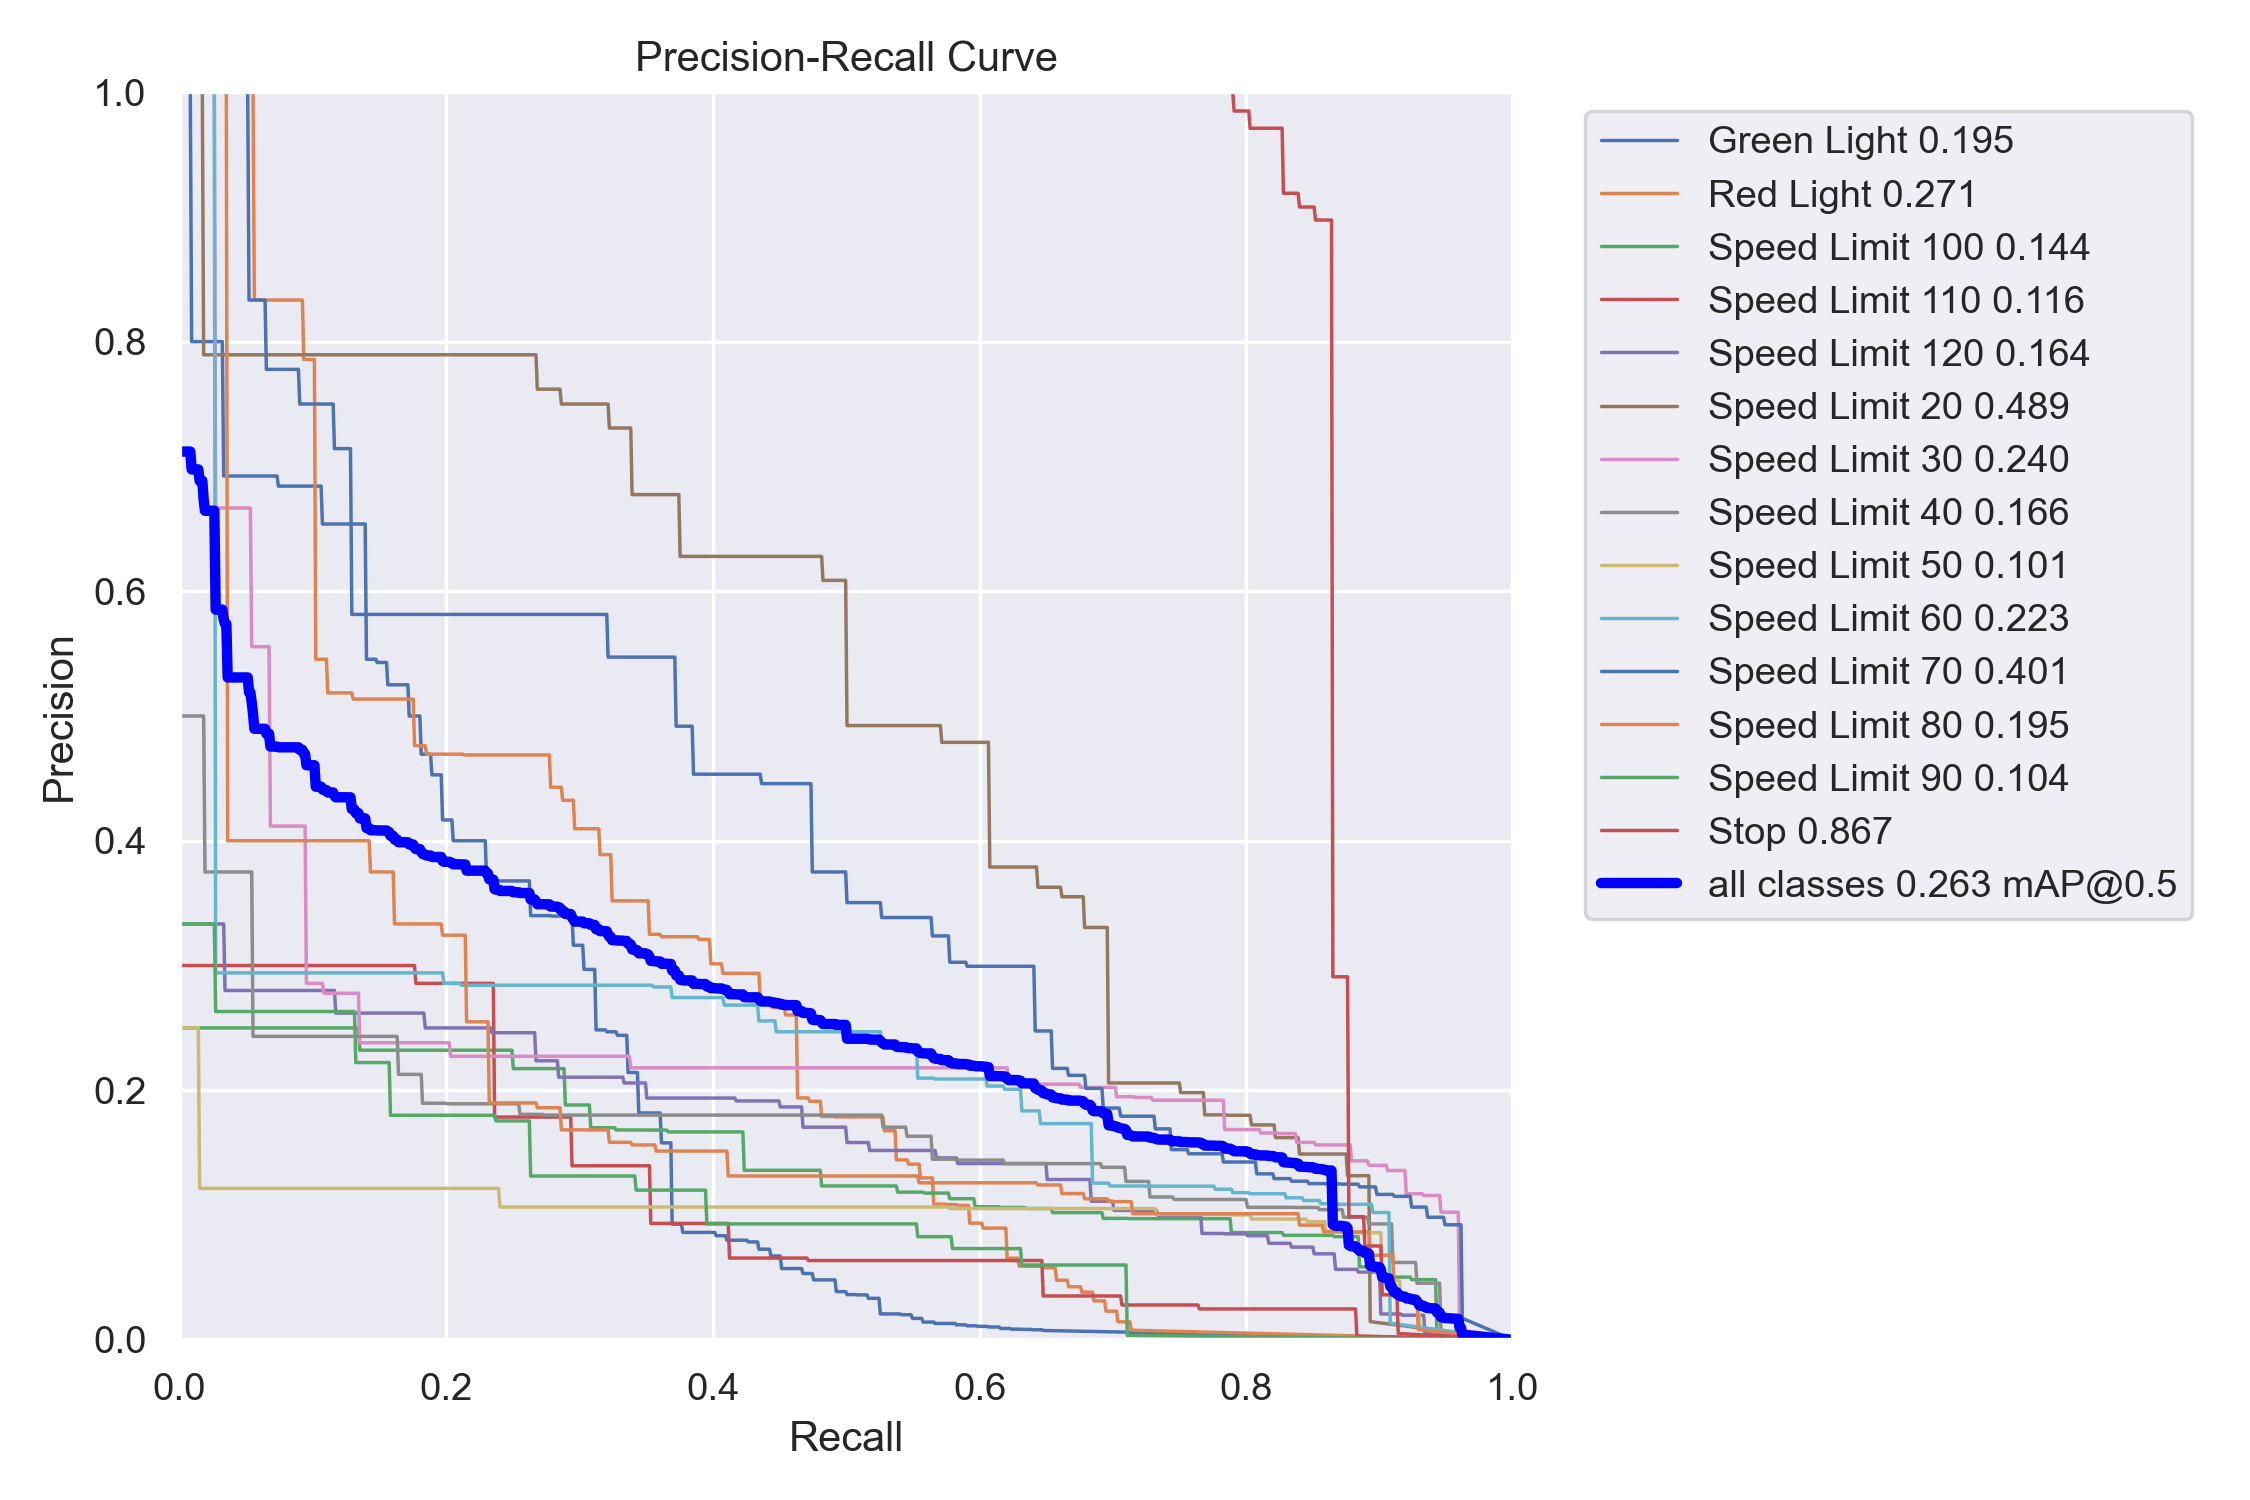 Precision-Recall Curve
1.0
0.8
0.6
0.4
0.2
0.0
Precision
0.0 0.2 0.4 0.6 0.8 1.0
Recall
Green Light 0.195
Red Light 0.271
Speed Limit 100 0.144
Speed Limit 110 0.116
Speed Limit 120 0.164
Speed Limit 20 0.489
Speed Limit 30 0.240
Speed Limit 40 0.166
Speed Limit 50 0.101
Speed Limit 60 0.223
Speed Limit 70 0.401
Speed Limit 80 0.195
Speed Limit 90 0.104
Stop 0.867
all classes 0.263 mAP@0.5